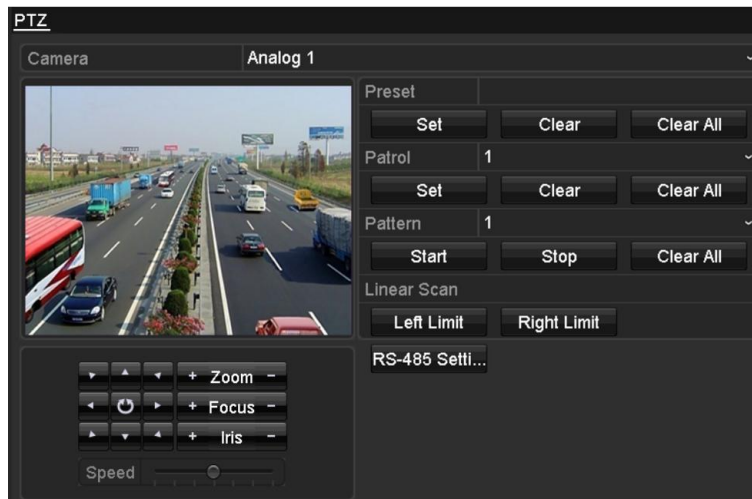 PTZ
Camera Analog 1
Preset
Set Clear Clear All
Patrol 1
Set Clear Clear All
Pattern 1
Start Stop Clear All
Linear Scan
Left Limit Right Limit
RS-485 Setti...
+ Zoom -
+ Focus -
+ Iris -
Speed